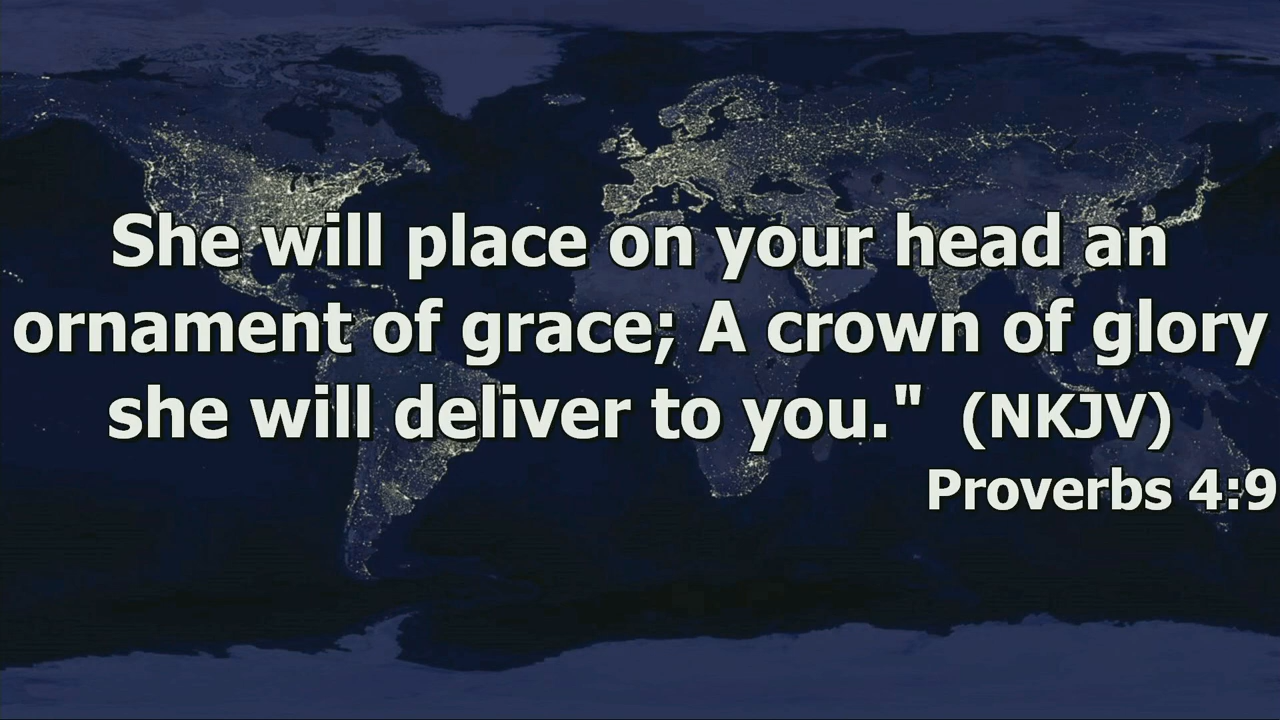 She will place on your head an
ornament of grace; A crown of glory
she will deliver to you." (NKJV)
Proverbs 4:9